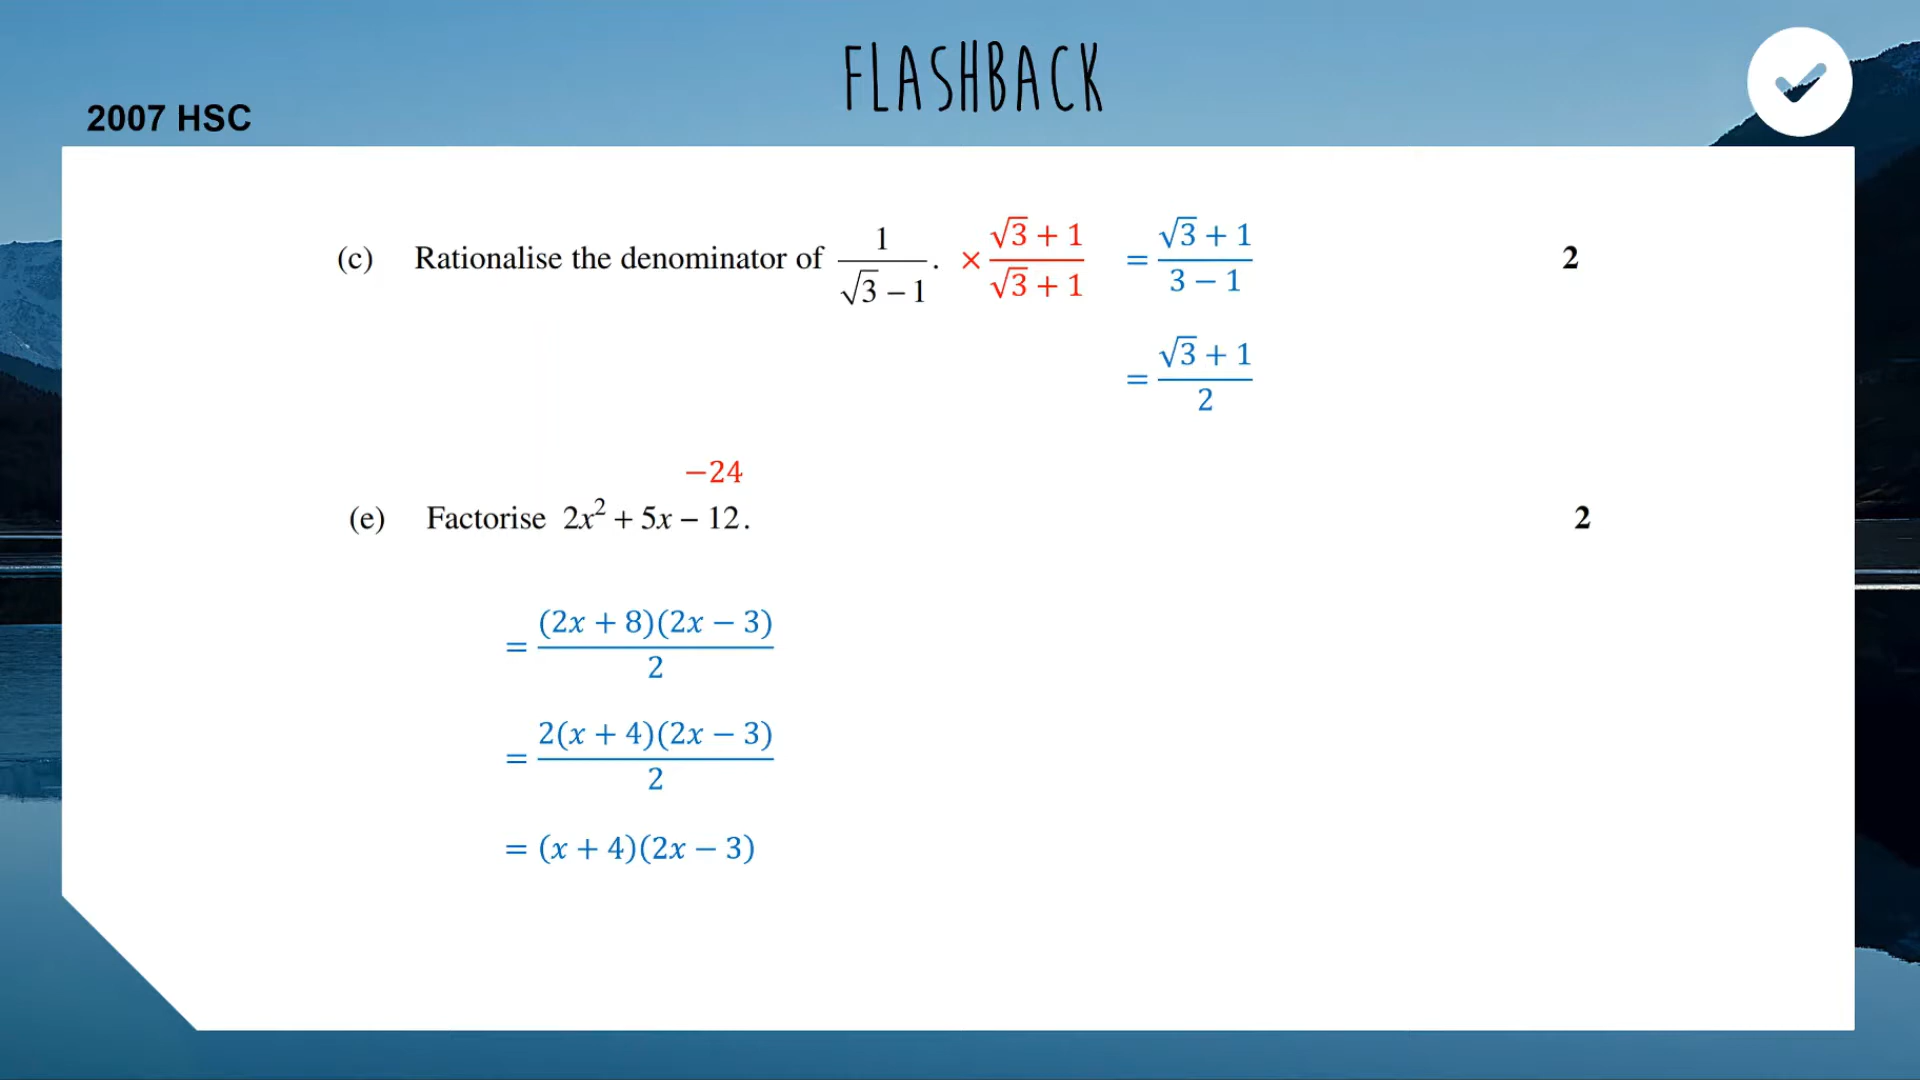 FLASHBACK
2007 HSC
(c) Rationalise the denominator of 1/(√3 – 1). × (√3 + 1)/(√3 + 1) = (√3 + 1)/(3 − 1) 2
= (√3 + 1)/2
−24
(e) Factorise 2x² + 5x – 12. 2
= (2x + 8)(2x − 3)/2
= 2(x + 4)(2x − 3)/2
= (x + 4)(2x − 3)